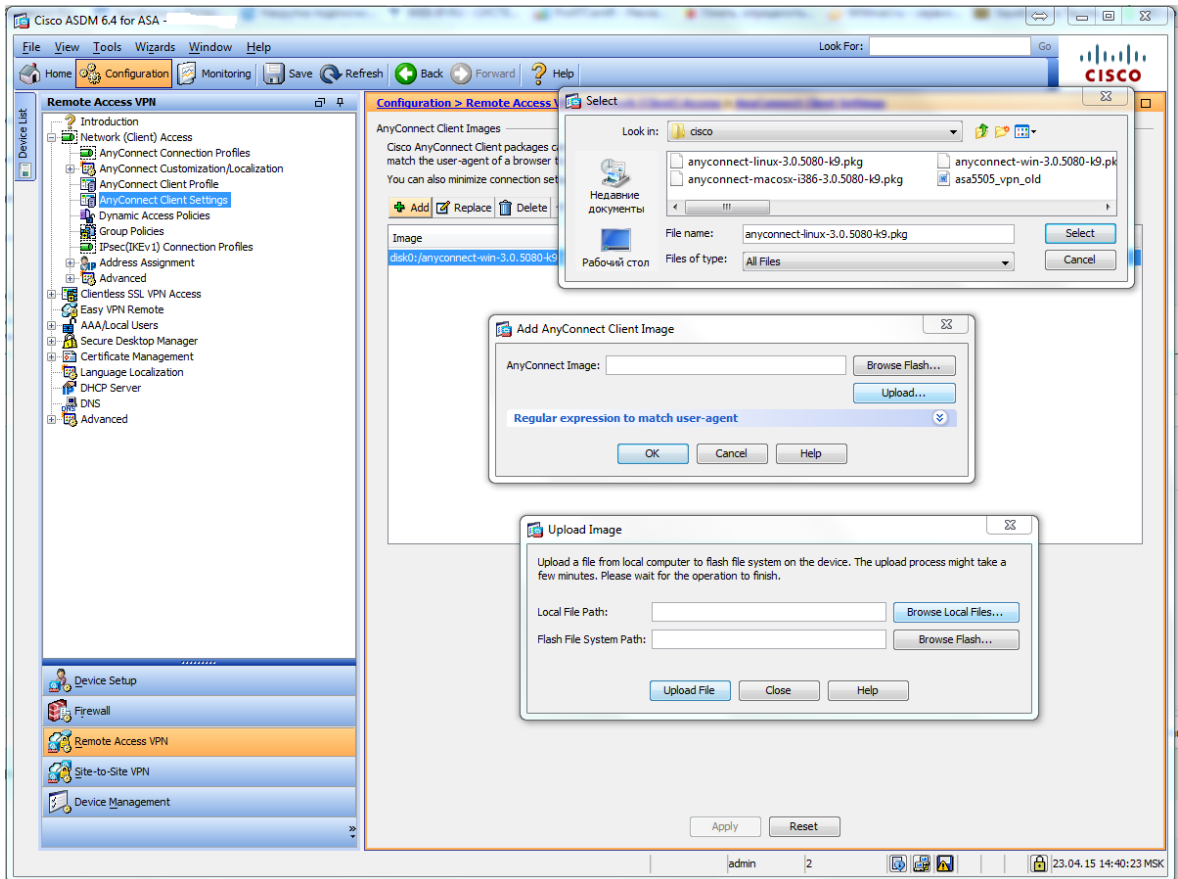 Cisco ASDM 6.4 for ASA -
File View Tools Wizards Window Help
Look For:
Go
Home Configuration Monitoring Save Refresh Back Forward Help
CISCO
Device List
Remote Access VPN
Introduction
Network (Client) Access
AnyConnect Connection Profiles
AnyConnect Customization/Localization
AnyConnect Client Profile
AnyConnect Client Settings
Dynamic Access Policies
Group Policies
IPsec(IKEv1) Connection Profiles
Address Assignment
Advanced
Clientless SSL VPN Access
Easy VPN Remote
AAA/Local Users
Secure Desktop Manager
Certificate Management
Language Localization
DHCP Server
DNS
Advanced
Device Setup
Firewall
Remote Access VPN
Site-to-Site VPN
Device Management
Configuration > Remote Access
AnyConnect Client Images
Cisco AnyConnect Client packages
match the user-agent of a browser
You can also minimize connection
Add Replace Delete
Image
disk0:/anyconnect-win-3.0.5080-k9
Select
Look in: cisco
Недавние документы
Рабочий стол
anyconnect-linux-3.0.5080-k9.pkg
anyconnect-macosx-i386-3.0.5080-k9.pkg
anyconnect-win-3.0.5080-k9.pk
asa5505_vpn_old
File name: anyconnect-linux-3.0.5080-k9.pkg Select
Files of type: All Files Cancel
Add AnyConnect Client Image
AnyConnect Image: Browse Flash...
Upload...
Regular expression to match user-agent
OK Cancel Help
Upload Image
Upload a file from local computer to flash file system on the device. The upload process might take a
few minutes. Please wait for the operation to finish.
Local File Path: Browse Local Files...
Flash File System Path: Browse Flash...
Upload File Close Help
Apply Reset
admin 2 23.04.15 14:40:23 MSK